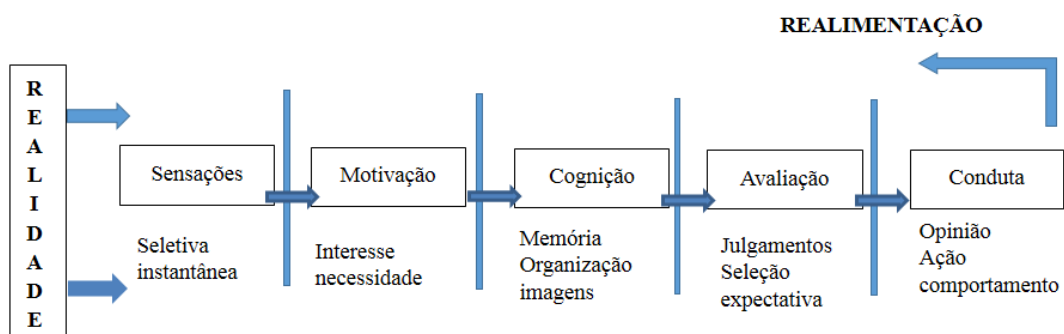 REALIMENTAÇÃO
R
E
A
L
I
D
A
D
E
Sensações
Motivação
Cognição
Avaliação
Conduta
Seletiva
instantânea
Interesse
necessidade
Memória
Organização
imagens
Julgamentos
Seleção
expectativa
Opinião
Ação
comportamento